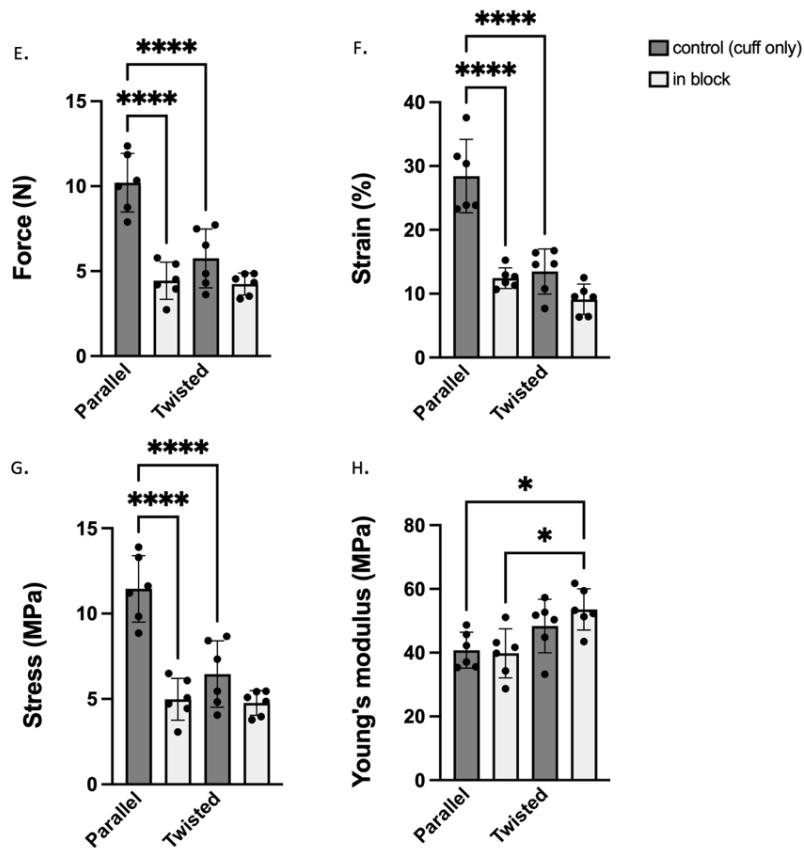 E.
****
****
Force (N)
15
10
5
0
Parallel
Twisted
F.
****
****
Strain (%)
40
30
20
10
0
Parallel
Twisted
control (cuff only)
in block
G.
****
****
Stress (MPa)
15
10
5
0
Parallel
Twisted
H.
*
*
Young's modulus (MPa)
80
60
40
20
0
Parallel
Twisted